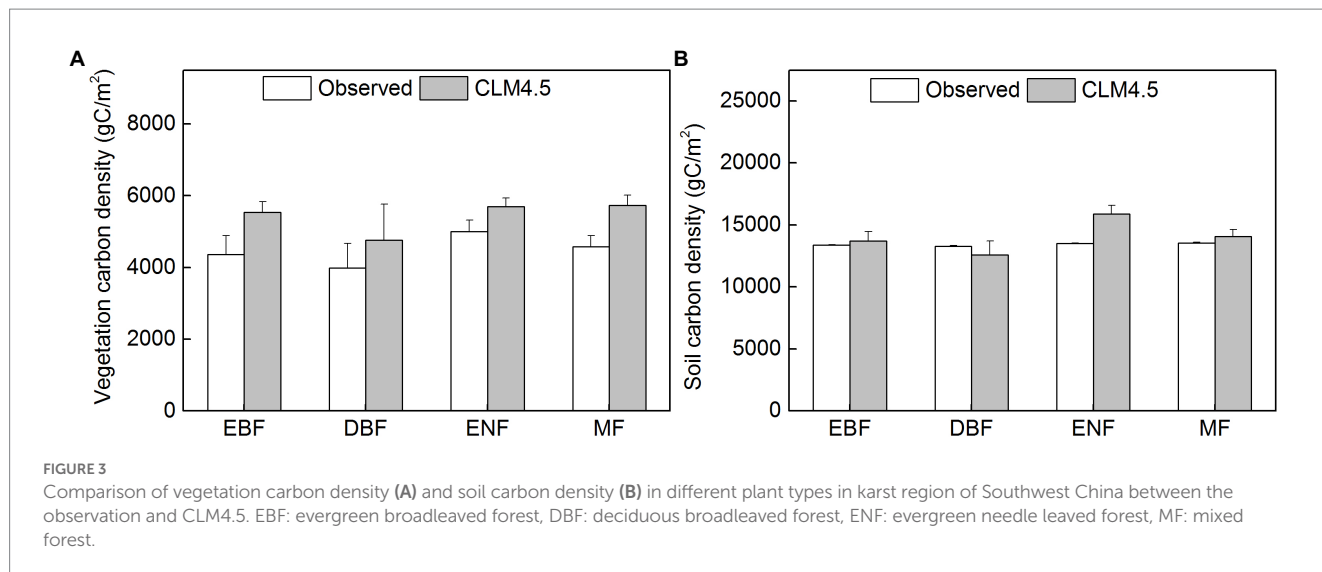 A
Observed CLM4.5
Vegetation carbon density (gC/m²)
8000
6000
4000
2000
0
EBF DBF ENF MF
B
Observed CLM4.5
Soil carbon density (gC/m²)
25000
20000
15000
10000
5000
0
EBF DBF ENF MF
FIGURE 3
Comparison of vegetation carbon density (A) and soil carbon density (B) in different plant types in karst region of Southwest China between the
observation and CLM4.5. EBF: evergreen broadleaved forest, DBF: deciduous broadleaved forest, ENF: evergreen needle leaved forest, MF: mixed
forest.